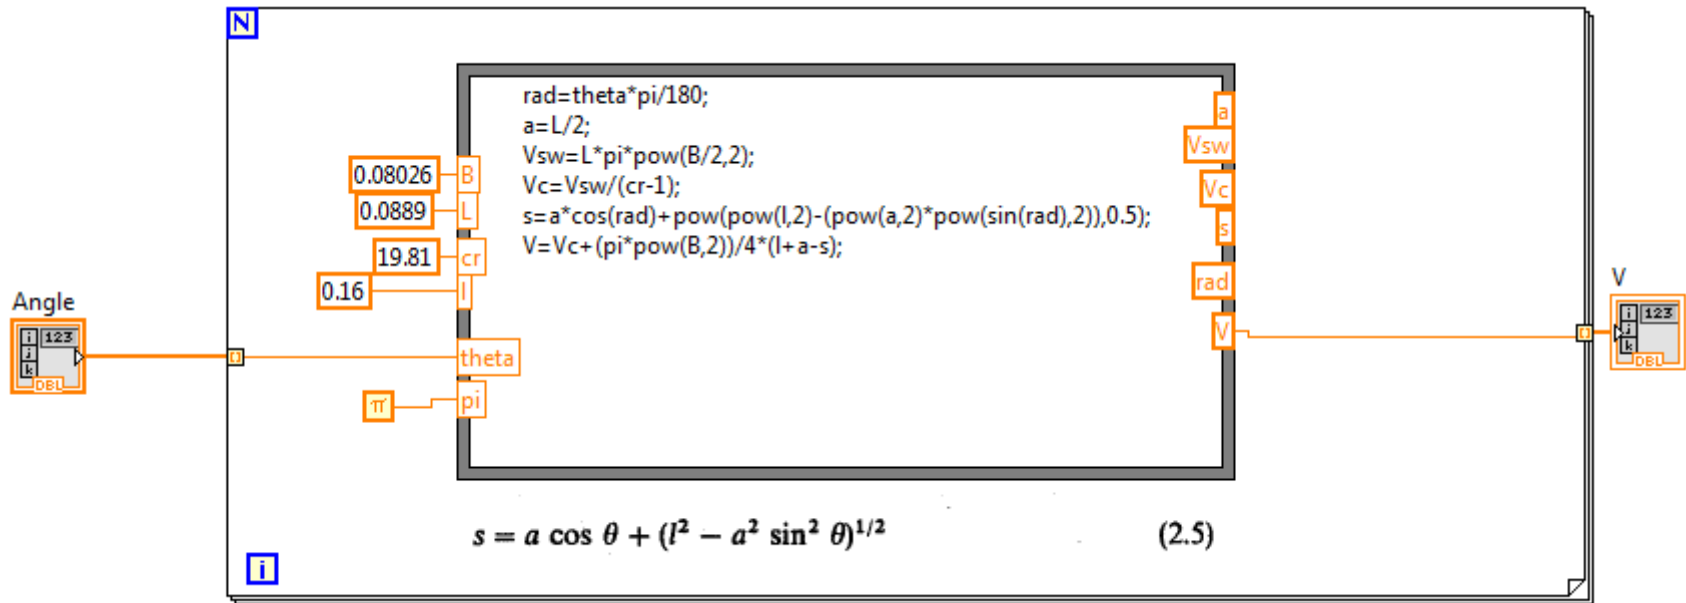 N
rad=theta*pi/180;
a=L/2;
Vsw=L*pi*pow(B/2,2);
Vc=Vsw/(cr-1);
s=a*cos(rad)+pow(pow(l,2)-(pow(a,2)*pow(sin(rad),2)),0.5);
V=Vc+(pi*pow(B,2))/4*(l+a-s);
0.08026
B
0.0889
L
19.81
cr
0.16
l
theta
π
pi
a
Vsw
Vc
s
rad
V
Angle
i
j
k
123
DBL
V
i
j
k
123
DBL
s = a cos θ + (l² − a² sin² θ)^{1/2} (2.5)
i